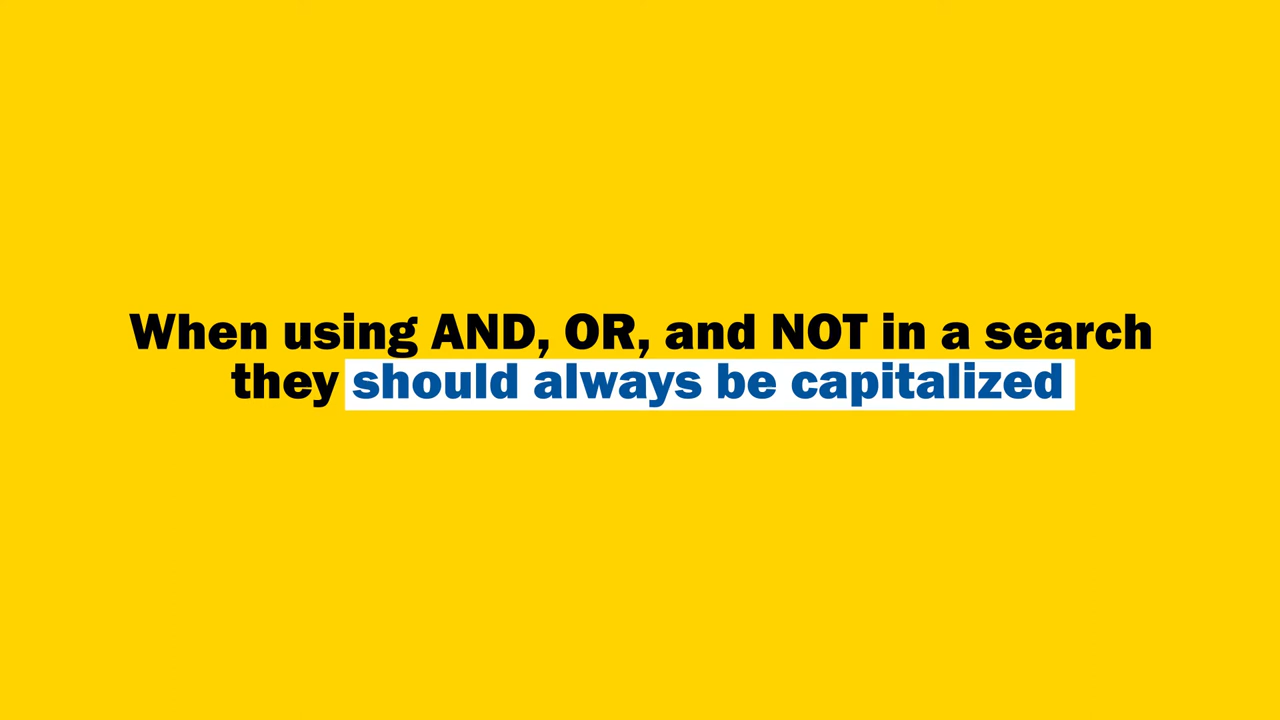 When using AND, OR, and NOT in a search
they should always be capitalized